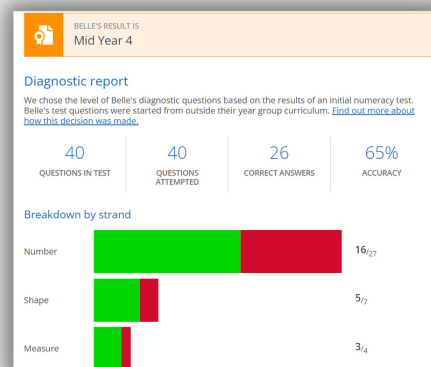 BELLE'S RESULT IS
Mid Year 4
Diagnostic report
We chose the level of Belle's diagnostic questions based on the results of an initial numeracy test.
Belle's test questions were started from outside their year group curriculum. Find out more about
how this decision was made.
40
QUESTIONS IN TEST
40
QUESTIONS
ATTEMPTED
26
CORRECT ANSWERS
65%
ACCURACY
Breakdown by strand
Number 16/27
Shape 5/7
Measure 3/4